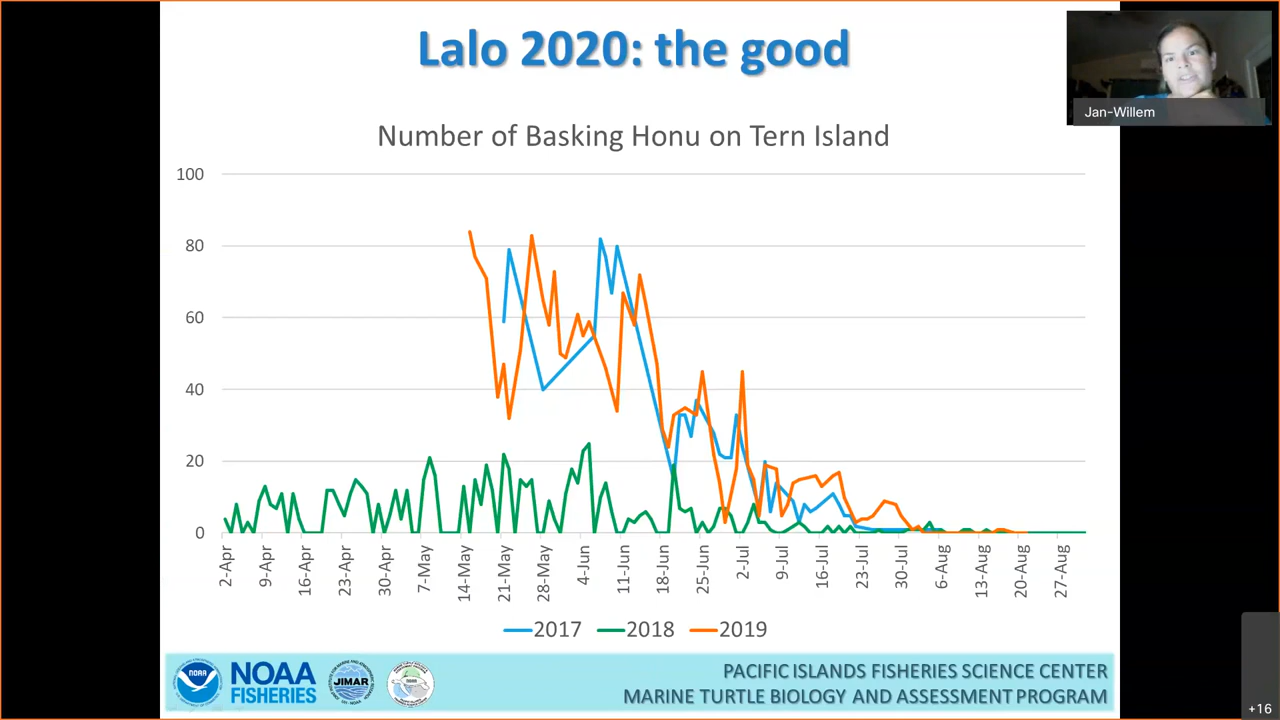 Lalo 2020: the good
Jan-Willem
Number of Basking Honu on Tern Island
100
80
60
40
20
0
2-Apr
9-Apr
16-Apr
23-Apr
30-Apr
7-May
14-May
21-May
28-May
4-Jun
11-Jun
18-Jun
25-Jun
2-Jul
9-Jul
16-Jul
23-Jul
30-Jul
6-Aug
13-Aug
20-Aug
27-Aug
2017 2018 2019
NOAA
NOAA
FISHERIES
JIMAR
PACIFIC ISLANDS FISHERIES SCIENCE CENTER
MARINE TURTLE BIOLOGY AND ASSESSMENT PROGRAM
+16